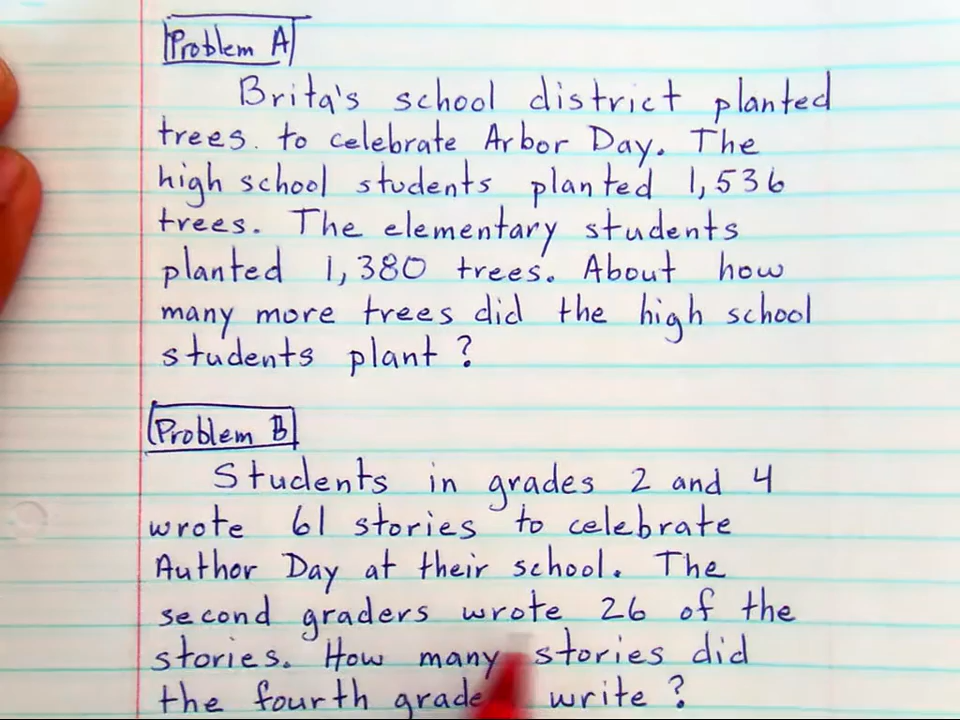 Problem A
Brita's school district planted
trees. to celebrate Arbor Day. The
high school students planted 1,536
trees. The elementary students
planted 1,380 trees. About how
many more trees did the high school
students plant?
Problem B
Students in grades 2 and 4
wrote 61 stories to celebrate
Author Day at their school. The
second graders wrote 26 of the
stories. How many stories did
the fourth grade write?